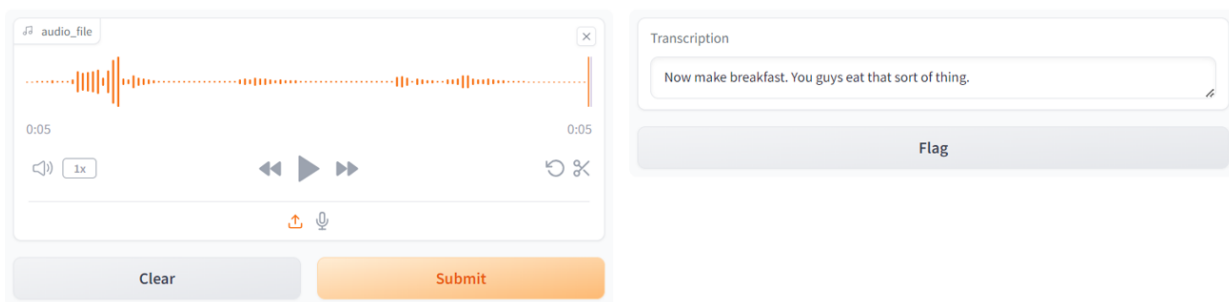 audio_file
0:05
0:05
1x
Clear
Submit
Transcription
Now make breakfast. You guys eat that sort of thing.
Flag